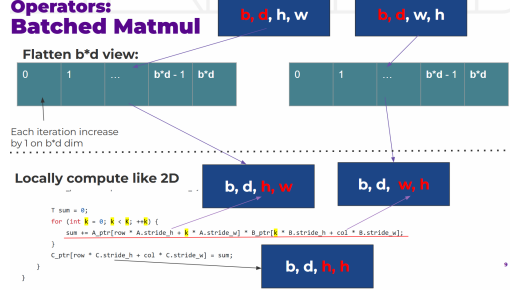 Operators:
Batched Matmul
b, d, h, w
b, d, w, h
Flatten b*d view:
0 1 ... b*d - 1 b*d
0 1 ... b*d - 1 b*d
Each iteration increase
by 1 on b*d dim
Locally compute like 2D
b, d, h, w
b, d, w, h
T sum = 0;
for (int k = 0; k < K; ++k) {
sum += A_ptr[row * A.stride_h + k * A.stride_w] * B_ptr[k * B.stride_h + col * B.stride_w];
}
C_ptr[row * C.stride_h + col * C.stride_w] = sum;
}
}
b, d, h, h